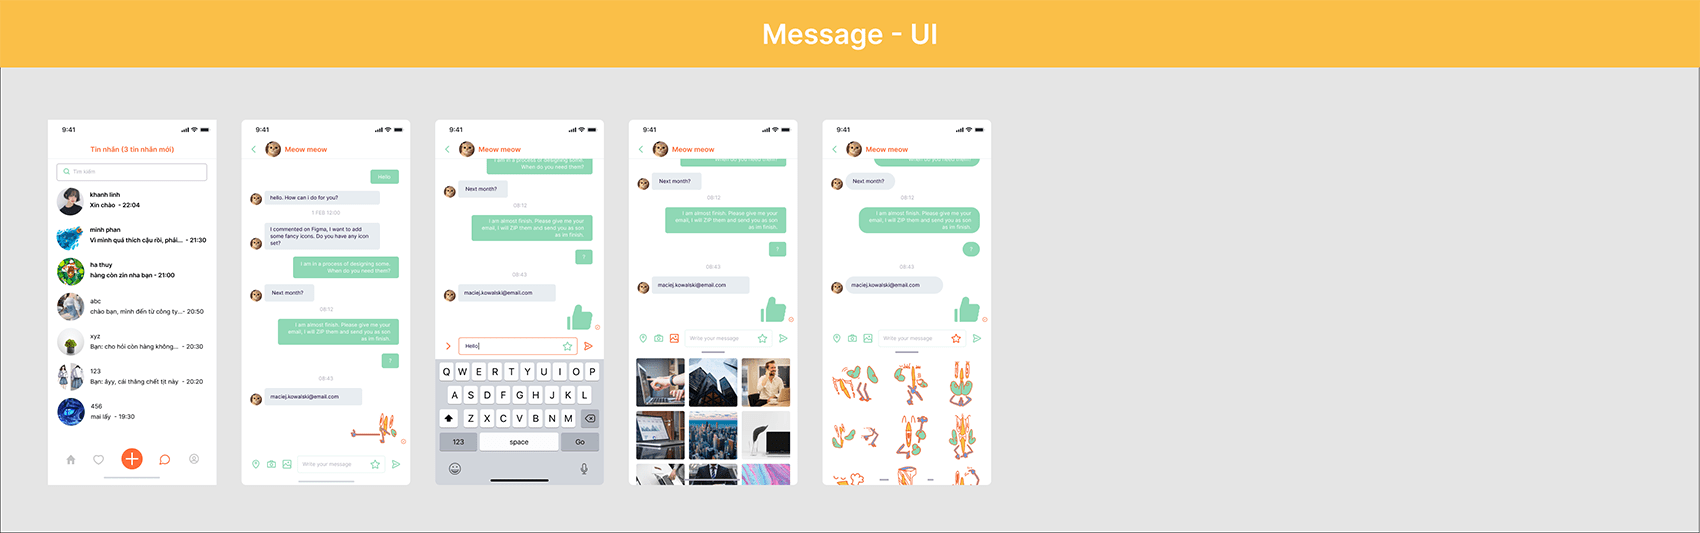 Message - UI
9:41
Tin nhắn (3 tin nhắn mới)
Tìm kiếm
khanh linh
Xin chào - 22:04
minh phan
Vì mình quá thích cậu rồi, phải... - 21:30
ha thuy
hàng còn zin nha bạn - 21:00
abc
chào bạn, mình đến từ công ty...- 20:50
xyz
Bạn: cho hỏi còn hàng không... - 20:30
123
Bạn: âyy, cái thằng chết tịt này - 20:20
456
mai lấy - 19:30
9:41
Meow meow
Hello
hello. How can I do for you?
1 FEB 12:00
I commented on Figma, I want to
add some fancy icons. Do you have any icon
set?
I am in a process of designing some.
When do you need them?
Next month?
08:12
I am almost finish. Please give me your
email, I will ZIP them and send you as son
as im finish.
?
08:43
maciej.kowalski@email.com
Write your message
9:41
Meow meow
I am in a process of designing some.
When do you need them?
Next month?
08:12
I am almost finish. Please give me your
email, I will ZIP them and send you as son
as im finish.
?
08:43
maciej.kowalski@email.com
Hello
Q W E R T Y U I O P
A S D F G H J K L
Z X C V B N M
123 space Go
9:41
Meow meow
When do you need them?
Next month?
08:12
I am almost finish. Please give me your
email, I will ZIP them and send you as son
as im finish.
?
08:43
maciej.kowalski@email.com
Write your message
9:41
Meow meow
When do you need them?
Next month?
08:12
I am almost finish. Please give me your
email, I will ZIP them and send you as son
as im finish.
?
08:43
maciej.kowalski@email.com
Write your message